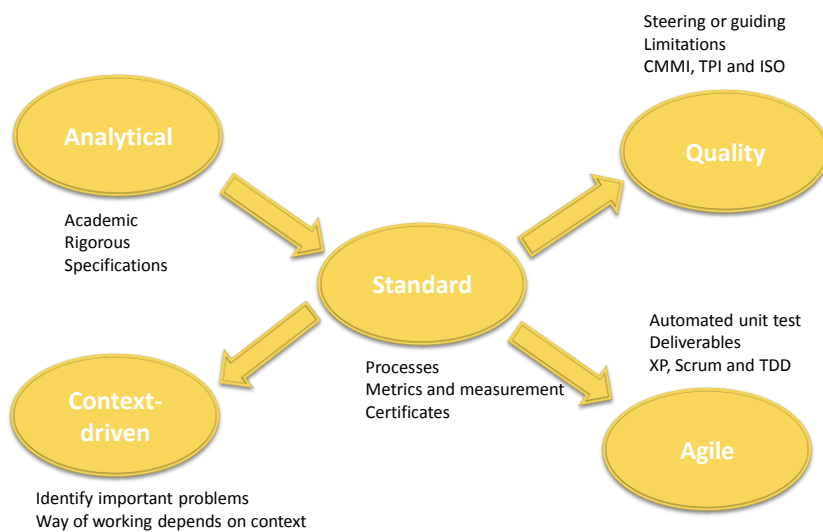 Steering or guiding
Limitations
CMMI, TPI and ISO
Analytical
Quality
Academic
Rigorous
Specifications
Standard
Automated unit test
Deliverables
XP, Scrum and TDD
Processes
Metrics and measurement
Certificates
Context-
driven
Agile
Identify important problems
Way of working depends on context